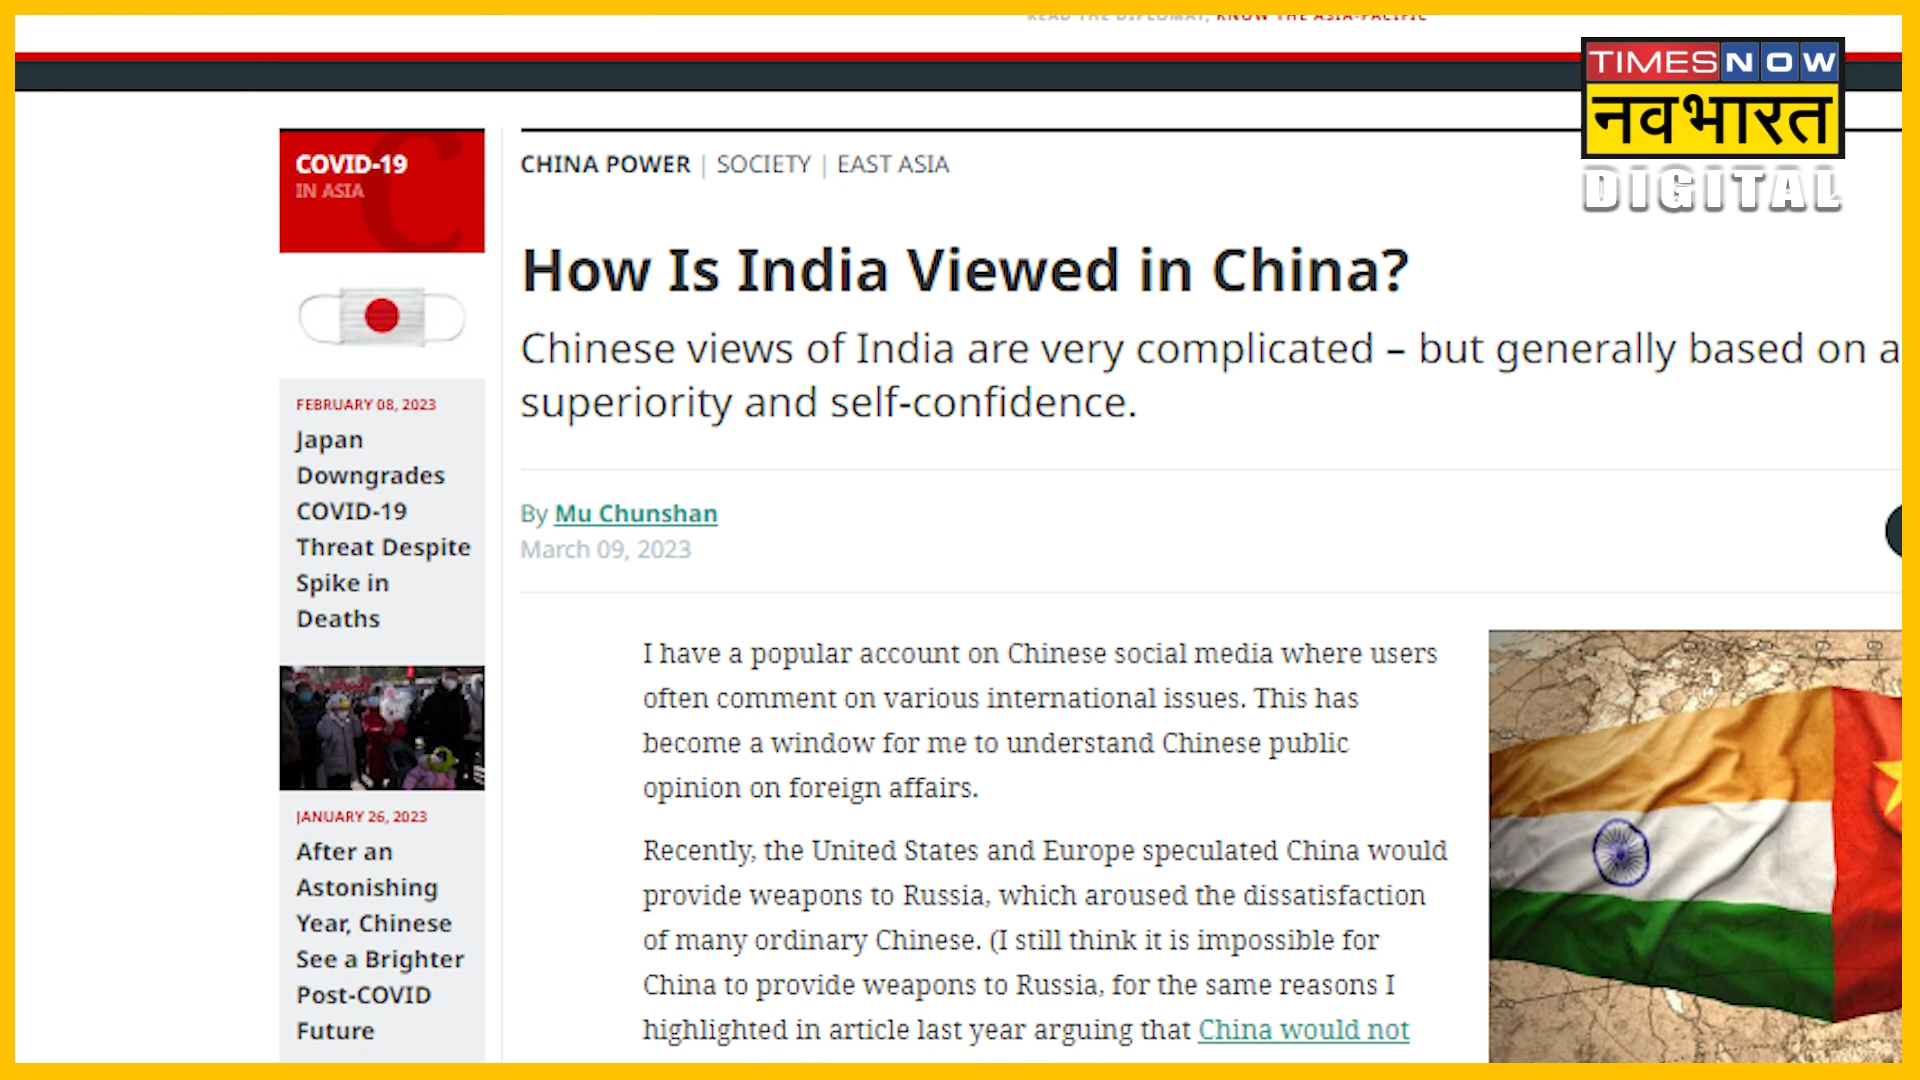 READ THE DIPLOMAT, KNOW THE ASIA-PACIFIC
TIMES NOW
नवभारत
DIGITAL
COVID-19
IN ASIA
FEBRUARY 08, 2023
Japan
Downgrades
COVID-19
Threat Despite
Spike in
Deaths
JANUARY 26, 2023
After an
Astonishing
Year, Chinese
See a Brighter
Post-COVID
Future
CHINA POWER | SOCIETY | EAST ASIA
How Is India Viewed in China?
Chinese views of India are very complicated – but generally based on a
superiority and self-confidence.
By Mu Chunshan
March 09, 2023
I have a popular account on Chinese social media where users
often comment on various international issues. This has
become a window for me to understand Chinese public
opinion on foreign affairs.
Recently, the United States and Europe speculated China would
provide weapons to Russia, which aroused the dissatisfaction
of many ordinary Chinese. (I still think it is impossible for
China to provide weapons to Russia, for the same reasons I
highlighted in article last year arguing that China would not